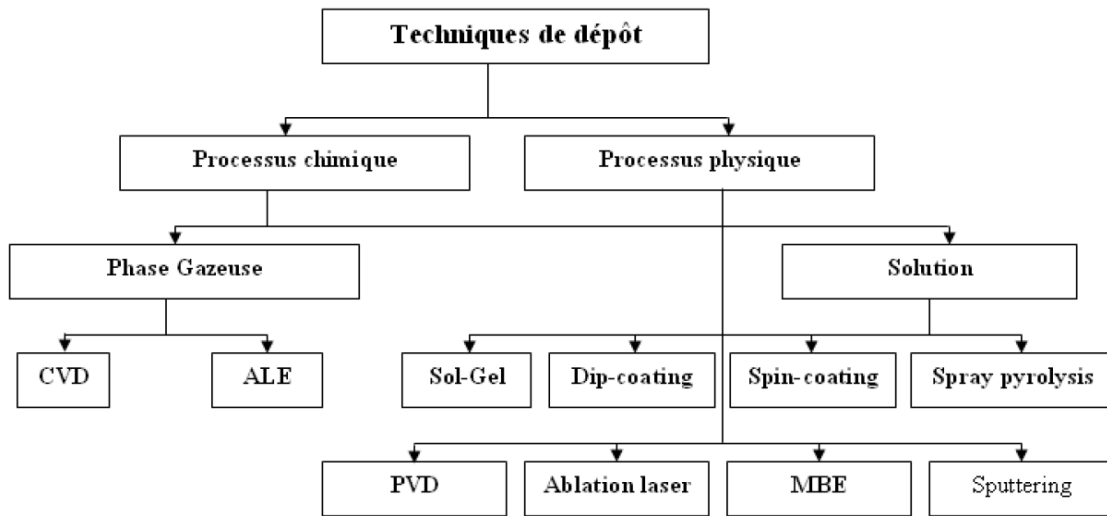 Techniques de dépôt
Processus chimique
Processus physique
Phase Gazeuse
Solution
CVD
ALE
Sol-Gel
Dip-coating
Spin-coating
Spray pyrolysis
PVD
Ablation laser
MBE
Sputtering